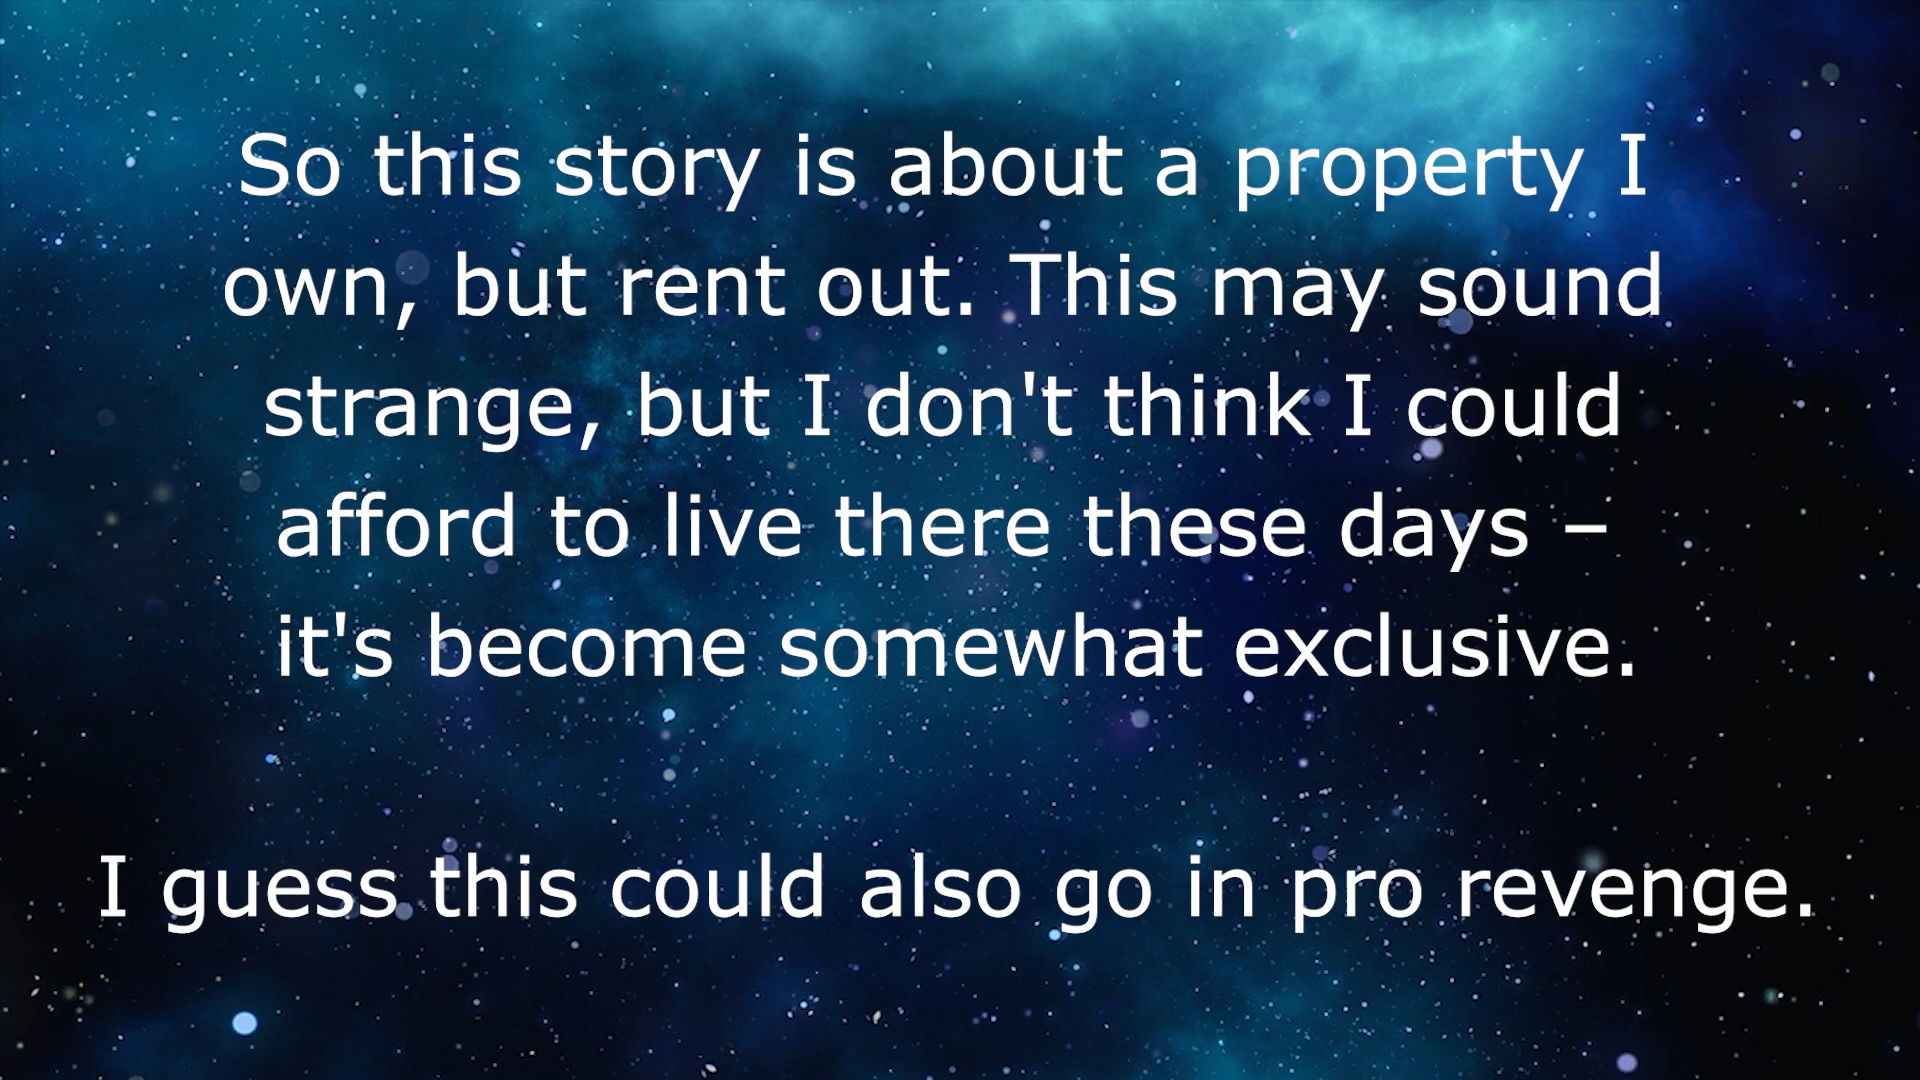 So this story is about a property I
own, but rent out. This may sound
strange, but I don't think I could
afford to live there these days –
it's become somewhat exclusive.
I guess this could also go in pro revenge.